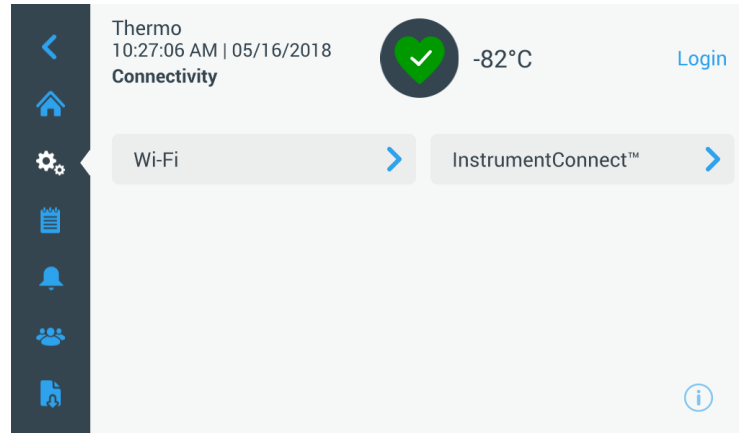 Thermo
10:27:06 AM | 05/16/2018
Connectivity
-82°C
Login
Wi-Fi
InstrumentConnect™